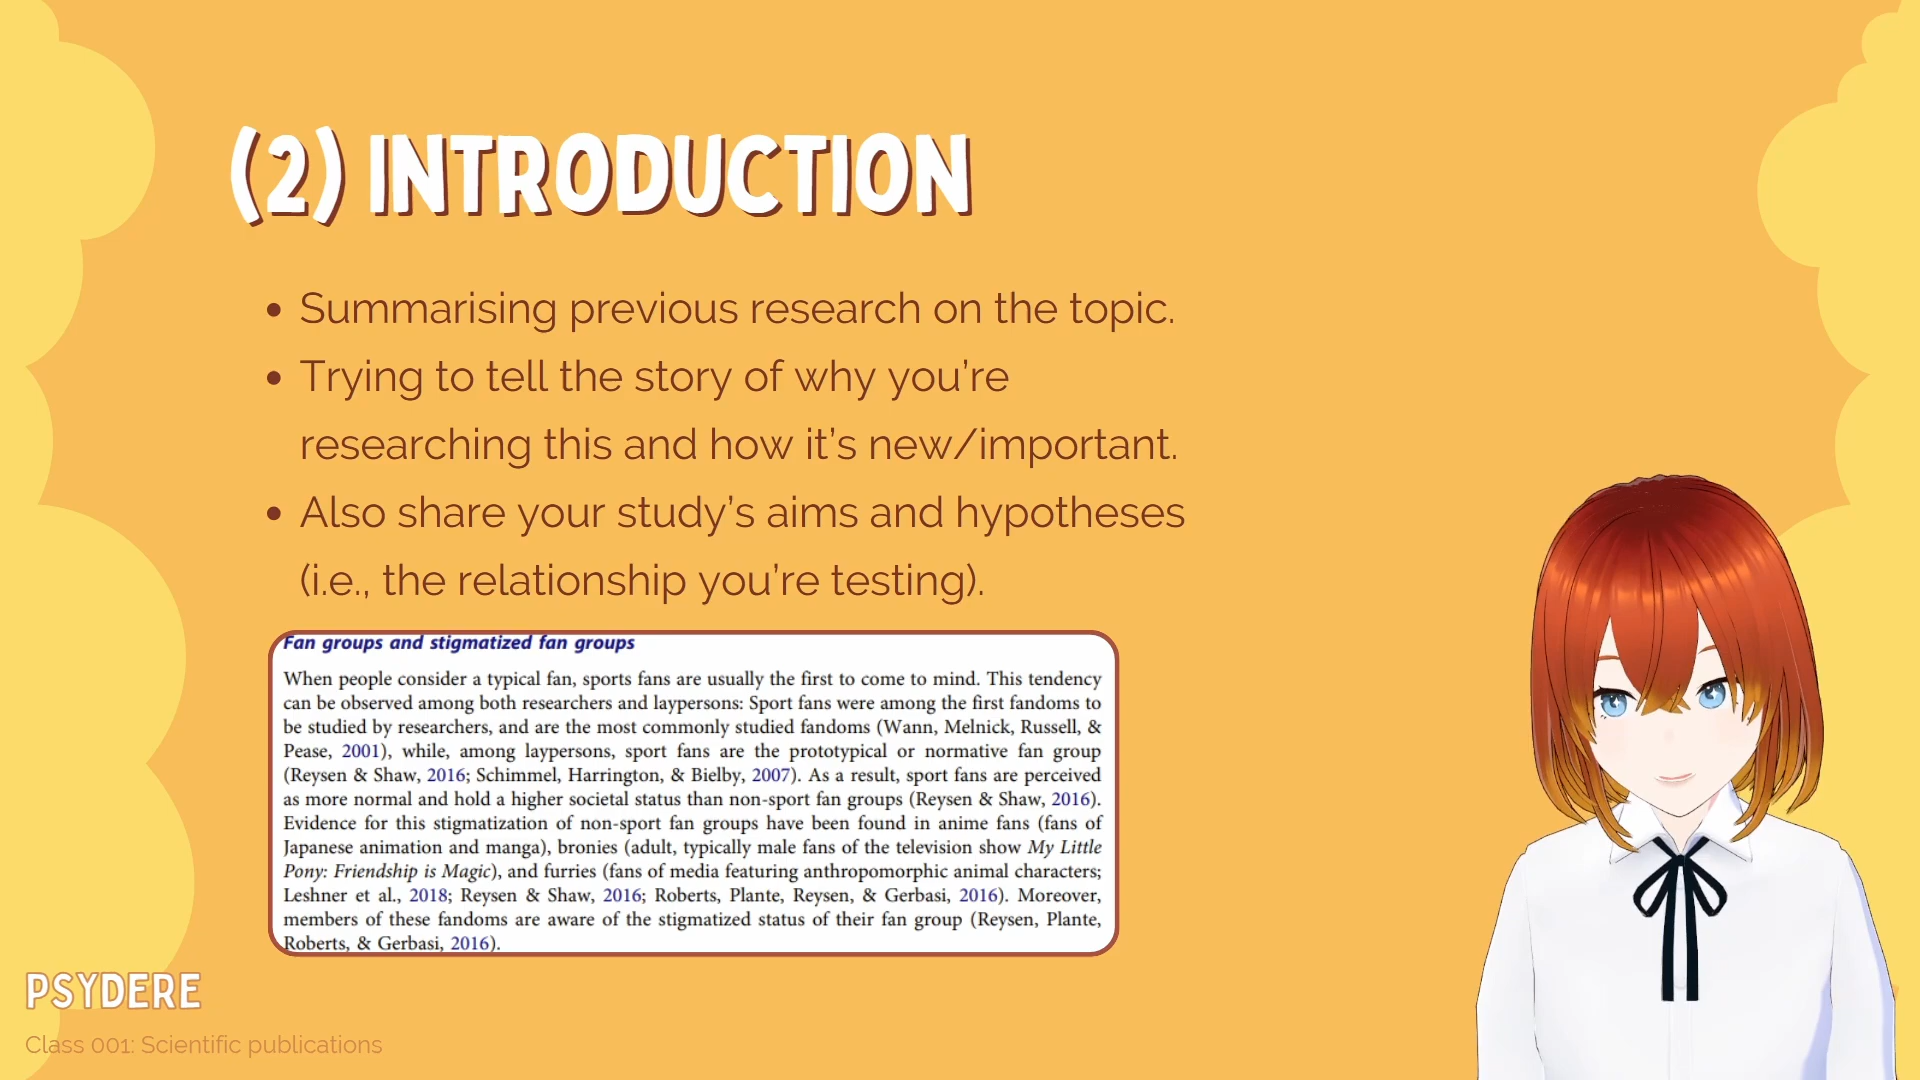 (2) INTRODUCTION
• Summarising previous research on the topic.
• Trying to tell the story of why you’re
researching this and how it’s new/important.
• Also share your study’s aims and hypotheses
(i.e., the relationship you’re testing).
Fan groups and stigmatized fan groups
When people consider a typical fan, sports fans are usually the first to come to mind. This tendency
can be observed among both researchers and laypersons: Sport fans were among the first fandoms to
be studied by researchers, and are the most commonly studied fandoms (Wann, Melnick, Russell, &
Pease, 2001), while, among laypersons, sport fans are the prototypical or normative fan group
(Reysen & Shaw, 2016; Schimmel, Harrington, & Bielby, 2007). As a result, sport fans are perceived
as more normal and hold a higher societal status than non-sport fan groups (Reysen & Shaw, 2016).
Evidence for this stigmatization of non-sport fan groups have been found in anime fans (fans of
Japanese animation and manga), bronies (adult, typically male fans of the television show My Little
Pony: Friendship is Magic), and furries (fans of media featuring anthropomorphic animal characters;
Leshner et al., 2018; Reysen & Shaw, 2016; Roberts, Plante, Reysen, & Gerbasi, 2016). Moreover,
members of these fandoms are aware of the stigmatized status of their fan group (Reysen, Plante,
Roberts, & Gerbasi, 2016).
PSYDERE
Class 001: Scientific publications